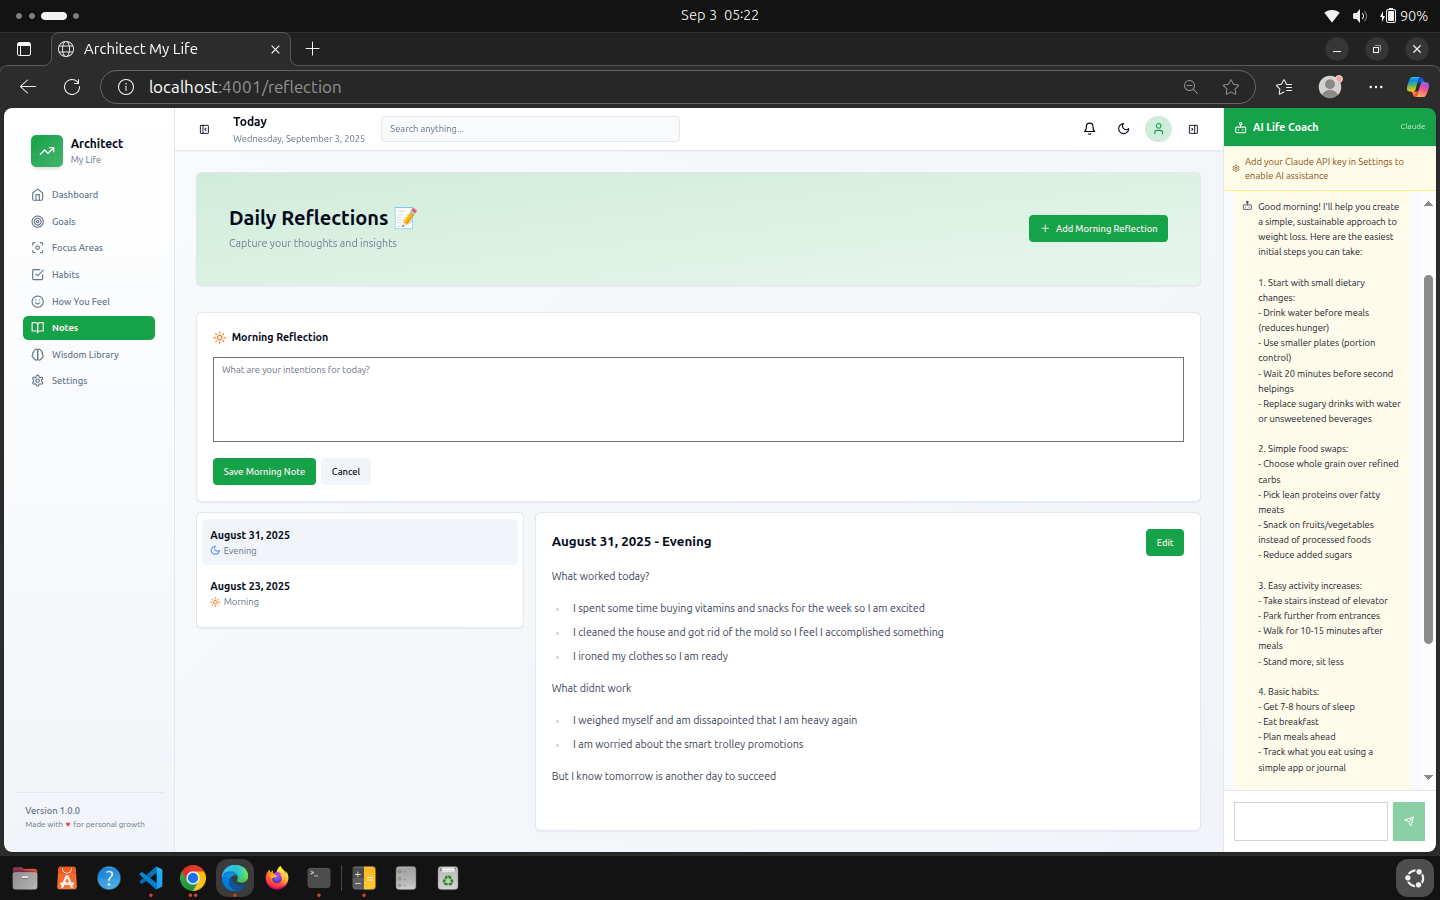 Sep 3 05:22
90%
Architect My Life
localhost:4001/reflection
Architect
My Life
Dashboard
Goals
Focus Areas
Habits
How You Feel
Notes
Wisdom Library
Settings
Version 1.0.0
Made with ♥ for personal growth
Today
Wednesday, September 3, 2025
Search anything...
Daily Reflections 📝
Capture your thoughts and insights
Add Morning Reflection
Morning Reflection
What are your intentions for today?
Save Morning Note
Cancel
August 31, 2025
Evening
August 23, 2025
Morning
August 31, 2025 - Evening
Edit
What worked today?
I spent some time buying vitamins and snacks for the week so I am excited
I cleaned the house and got rid of the mold so I feel I accomplished something
I ironed my clothes so I am ready
What didnt work
I weighed myself and am dissapointed that I am heavy again
I am worried about the smart trolley promotions
But I know tomorrow is another day to succeed
AI Life Coach
Claude
Add your Claude API key in Settings to
enable AI assistance
Good morning! I'll help you create
a simple, sustainable approach to
weight loss. Here are the easiest
initial steps you can take:
1. Start with small dietary
changes:
- Drink water before meals
(reduces hunger)
- Use smaller plates (portion
control)
- Wait 20 minutes before second
helpings
- Replace sugary drinks with water
or unsweetened beverages
2. Simple food swaps:
- Choose whole grain over refined
carbs
- Pick lean proteins over fatty
meats
- Snack on fruits/vegetables
instead of processed foods
- Reduce added sugars
3. Easy activity increases:
- Take stairs instead of elevator
- Park further from entrances
- Walk for 10-15 minutes after
meals
- Stand more, sit less
4. Basic habits:
- Get 7-8 hours of sleep
- Eat breakfast
- Plan meals ahead
- Track what you eat using a
simple app or journal